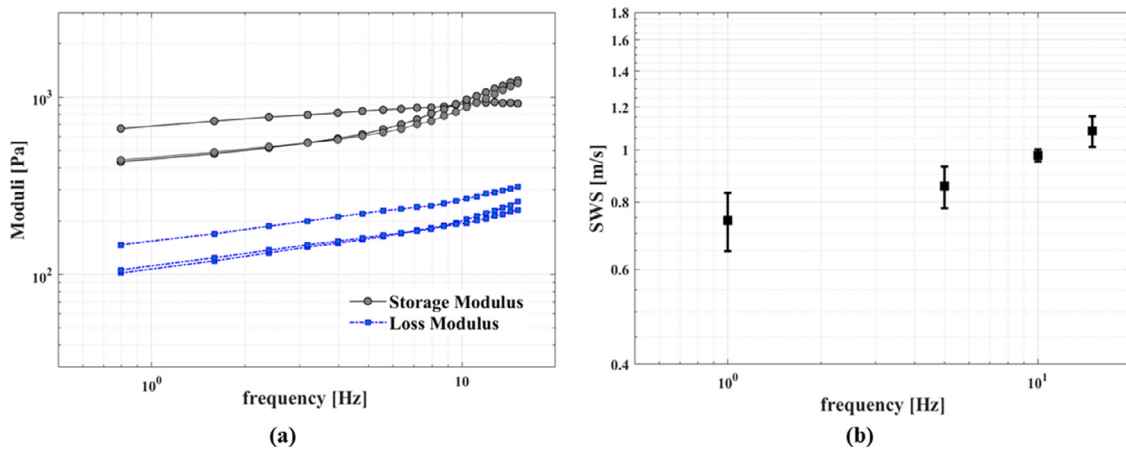 10³
10²
Moduli [Pa]
Storage Modulus
Loss Modulus
10⁰
10
frequency [Hz]
(a)
1.8
1.6
1.4
1.2
1
0.8
0.6
0.4
SWS [m/s]
10⁰
10¹
frequency [Hz]
(b)